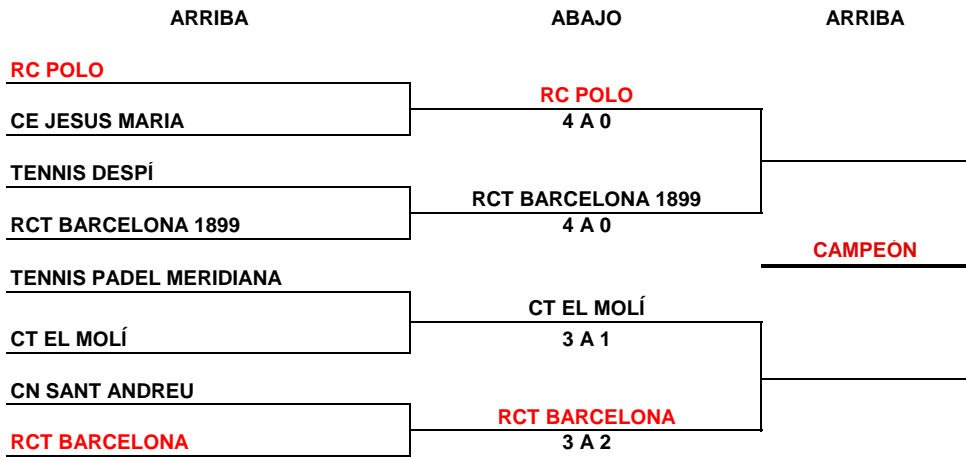 ARRIBA ABAJO ARRIBA
RC POLO
RC POLO
CE JESUS MARIA 4 A 0
TENNIS DESPÍ
RCT BARCELONA 1899
RCT BARCELONA 1899 4 A 0
CAMPEÓN
TENNIS PADEL MERIDIANA
CT EL MOLÍ
CT EL MOLÍ 3 A 1
CN SANT ANDREU
RCT BARCELONA
RCT BARCELONA 3 A 2